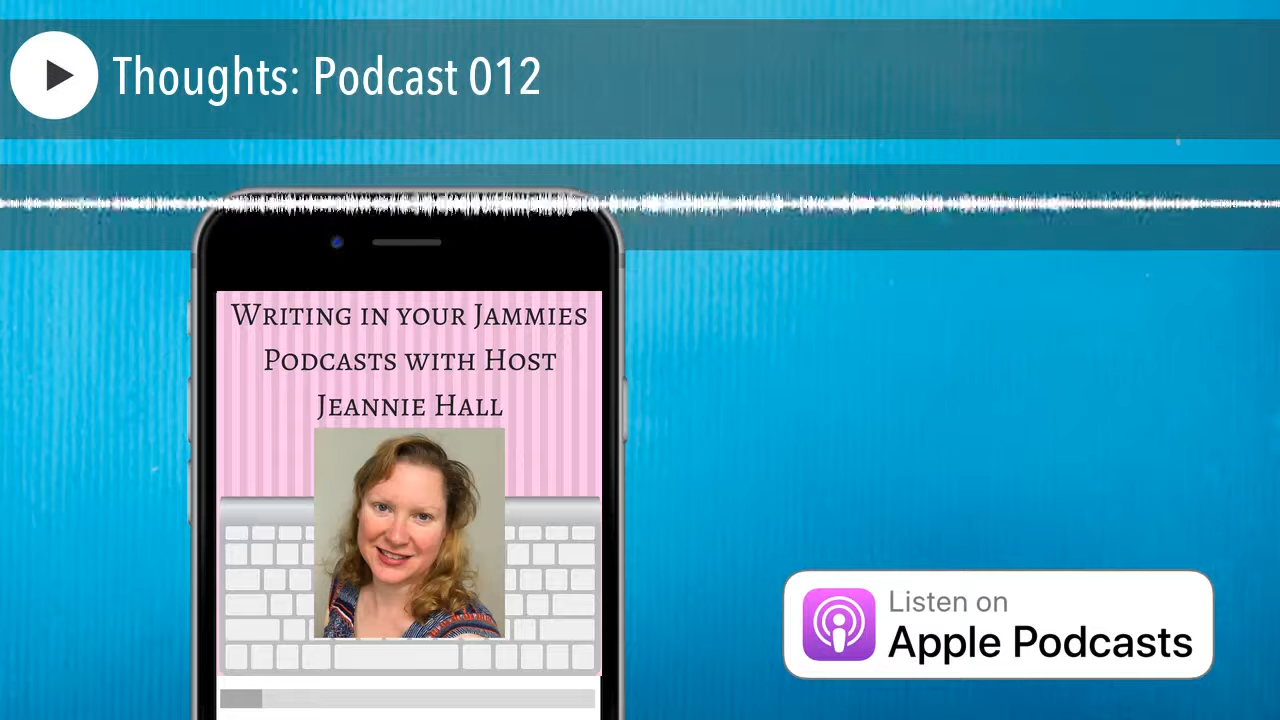 Thoughts: Podcast 012
Writing in your Jammies
Podcasts with Host
Jeannie Hall
Listen on
Apple Podcasts